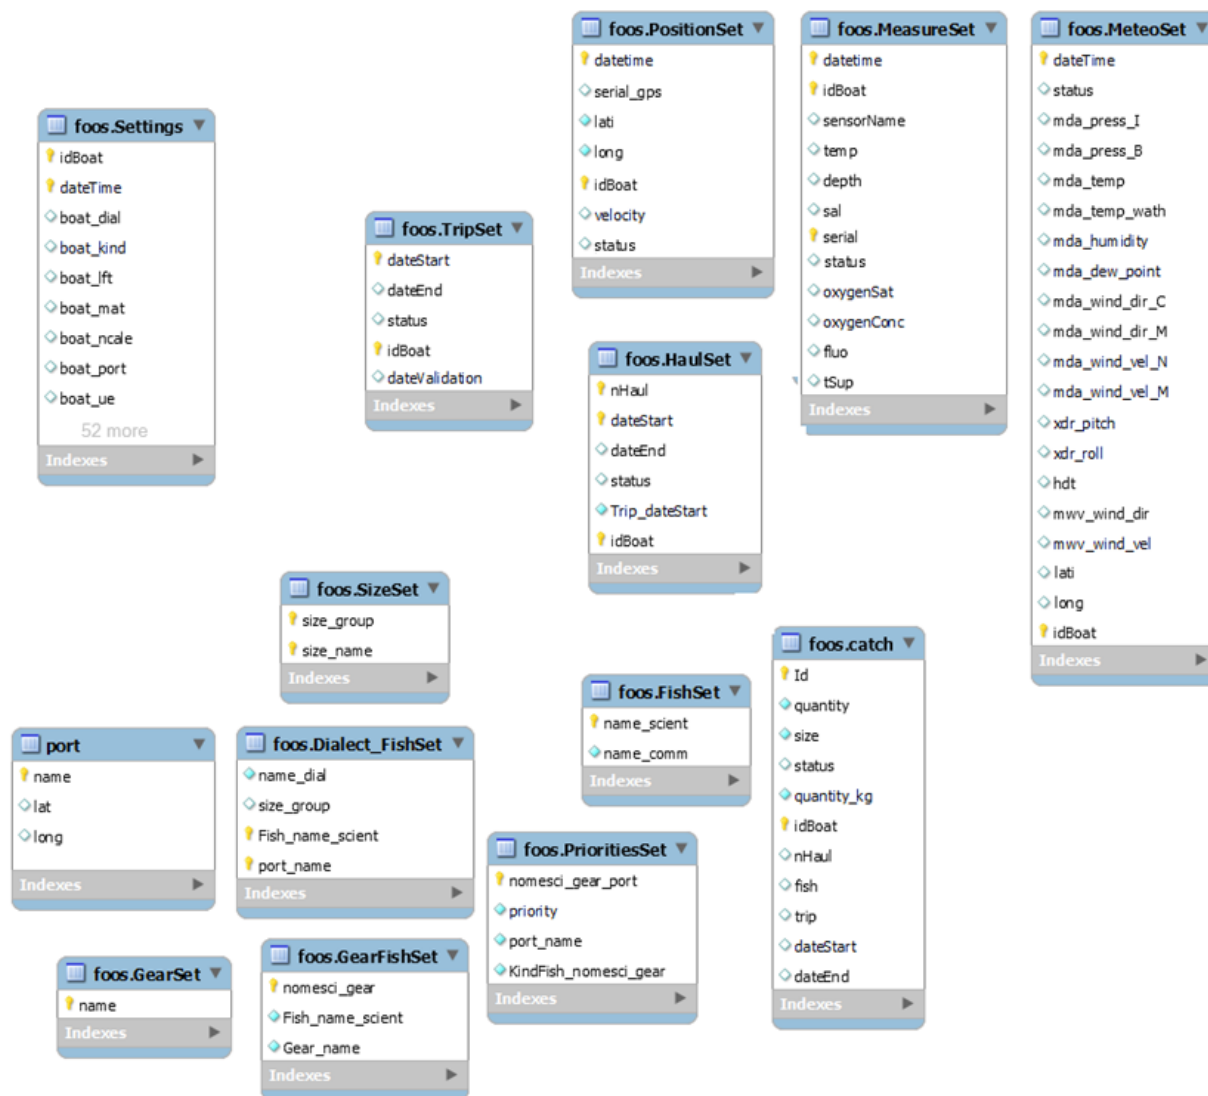 foos.Settings
idBoat
dateTime
boat_dial
boat_kind
boat_lft
boat_mat
boat_ncale
boat_port
boat_ue
52 more
Indexes
foos.TripSet
dateStart
dateEnd
status
idBoat
dateValidation
Indexes
foos.PositionSet
datetime
serial_gps
lati
long
idBoat
velocity
status
Indexes
foos.MeasureSet
datetime
idBoat
sensorName
temp
depth
sal
serial
status
oxygenSat
oxygenConc
fluo
tSup
Indexes
foos.MeteoSet
dateTime
status
mda_press_I
mda_press_B
mda_temp
mda_temp_wath
mda_humidity
mda_dew_point
mda_wind_dir_C
mda_wind_dir_M
mda_wind_vel_N
mda_wind_vel_M
xdr_pitch
xdr_roll
hdt
mwv_wind_dir
mwv_wind_vel
lati
long
idBoat
Indexes
foos.HaulSet
nHaul
dateStart
dateEnd
status
Trip_dateStart
idBoat
Indexes
foos.SizeSet
size_group
size_name
Indexes
foos.FishSet
name_scient
name_comm
Indexes
foos.catch
Id
quantity
size
status
quantity_kg
idBoat
nHaul
fish
trip
dateStart
dateEnd
Indexes
port
name
lat
long
Indexes
foos.Dialect_FishSet
name_dial
size_group
Fish_name_scient
port_name
Indexes
foos.PrioritiesSet
nomesci_gear_port
priority
port_name
KindFish_nomesci_gear
Indexes
foos.GearSet
name
Indexes
foos.GearFishSet
nomesci_gear
Fish_name_scient
Gear_name
Indexes